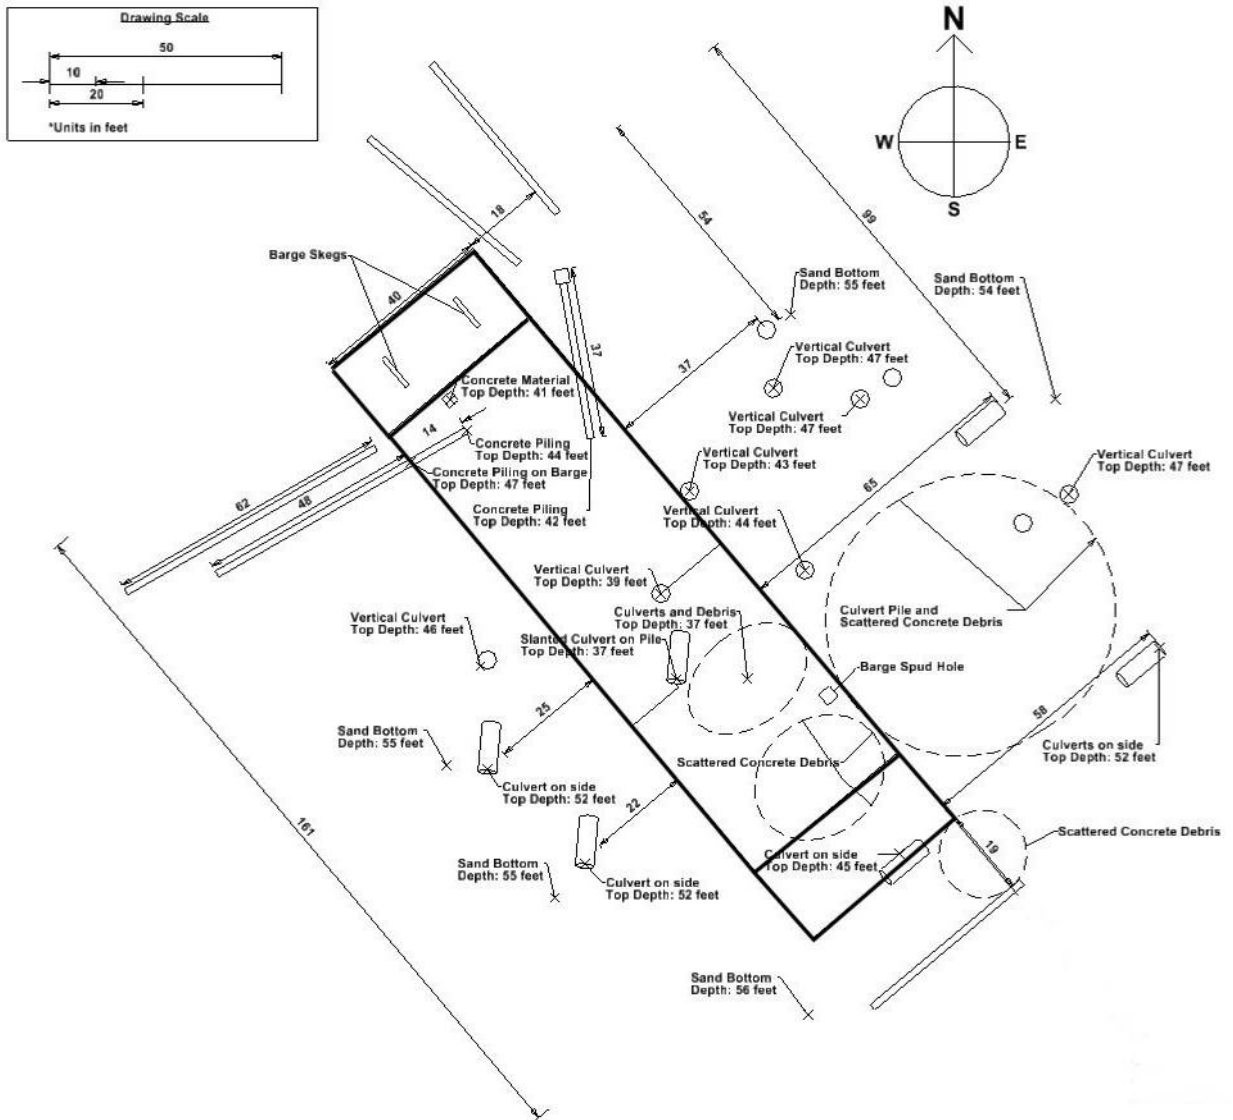 Drawing Scale
50
10
20
*Units in feet
N
W
E
S
18
54
99
Barge Skegs
40
37
Sand Bottom
Depth: 55 feet
Sand Bottom
Depth: 54 feet
37
Vertical Culvert
Top Depth: 47 feet
Concrete Material
Top Depth: 41 feet
Vertical Culvert
Top Depth: 47 feet
14
Concrete Piling
Top Depth: 44 feet
Concrete Piling on Barge
Top Depth: 47 feet
Vertical Culvert
Top Depth: 43 feet
Vertical Culvert
Top Depth: 47 feet
62
48
65
Concrete Piling
Top Depth: 42 feet
Vertical Culvert
Top Depth: 44 feet
Vertical Culvert
Top Depth: 39 feet
Culverts and Debris
Top Depth: 37 feet
Culvert Pile and
Scattered Concrete Debris
Vertical Culvert
Top Depth: 46 feet
Slanted Culvert on Pile
Top Depth: 37 feet
Barge Spud Hole
25
58
Sand Bottom
Depth: 55 feet
Culverts on side
Top Depth: 52 feet
Scattered Concrete Debris
Culvert on side
Top Depth: 52 feet
22
161
Scattered Concrete Debris
19
Sand Bottom
Depth: 55 feet
Culvert on side
Top Depth: 45 feet
Culvert on side
Top Depth: 52 feet
Sand Bottom
Depth: 56 feet